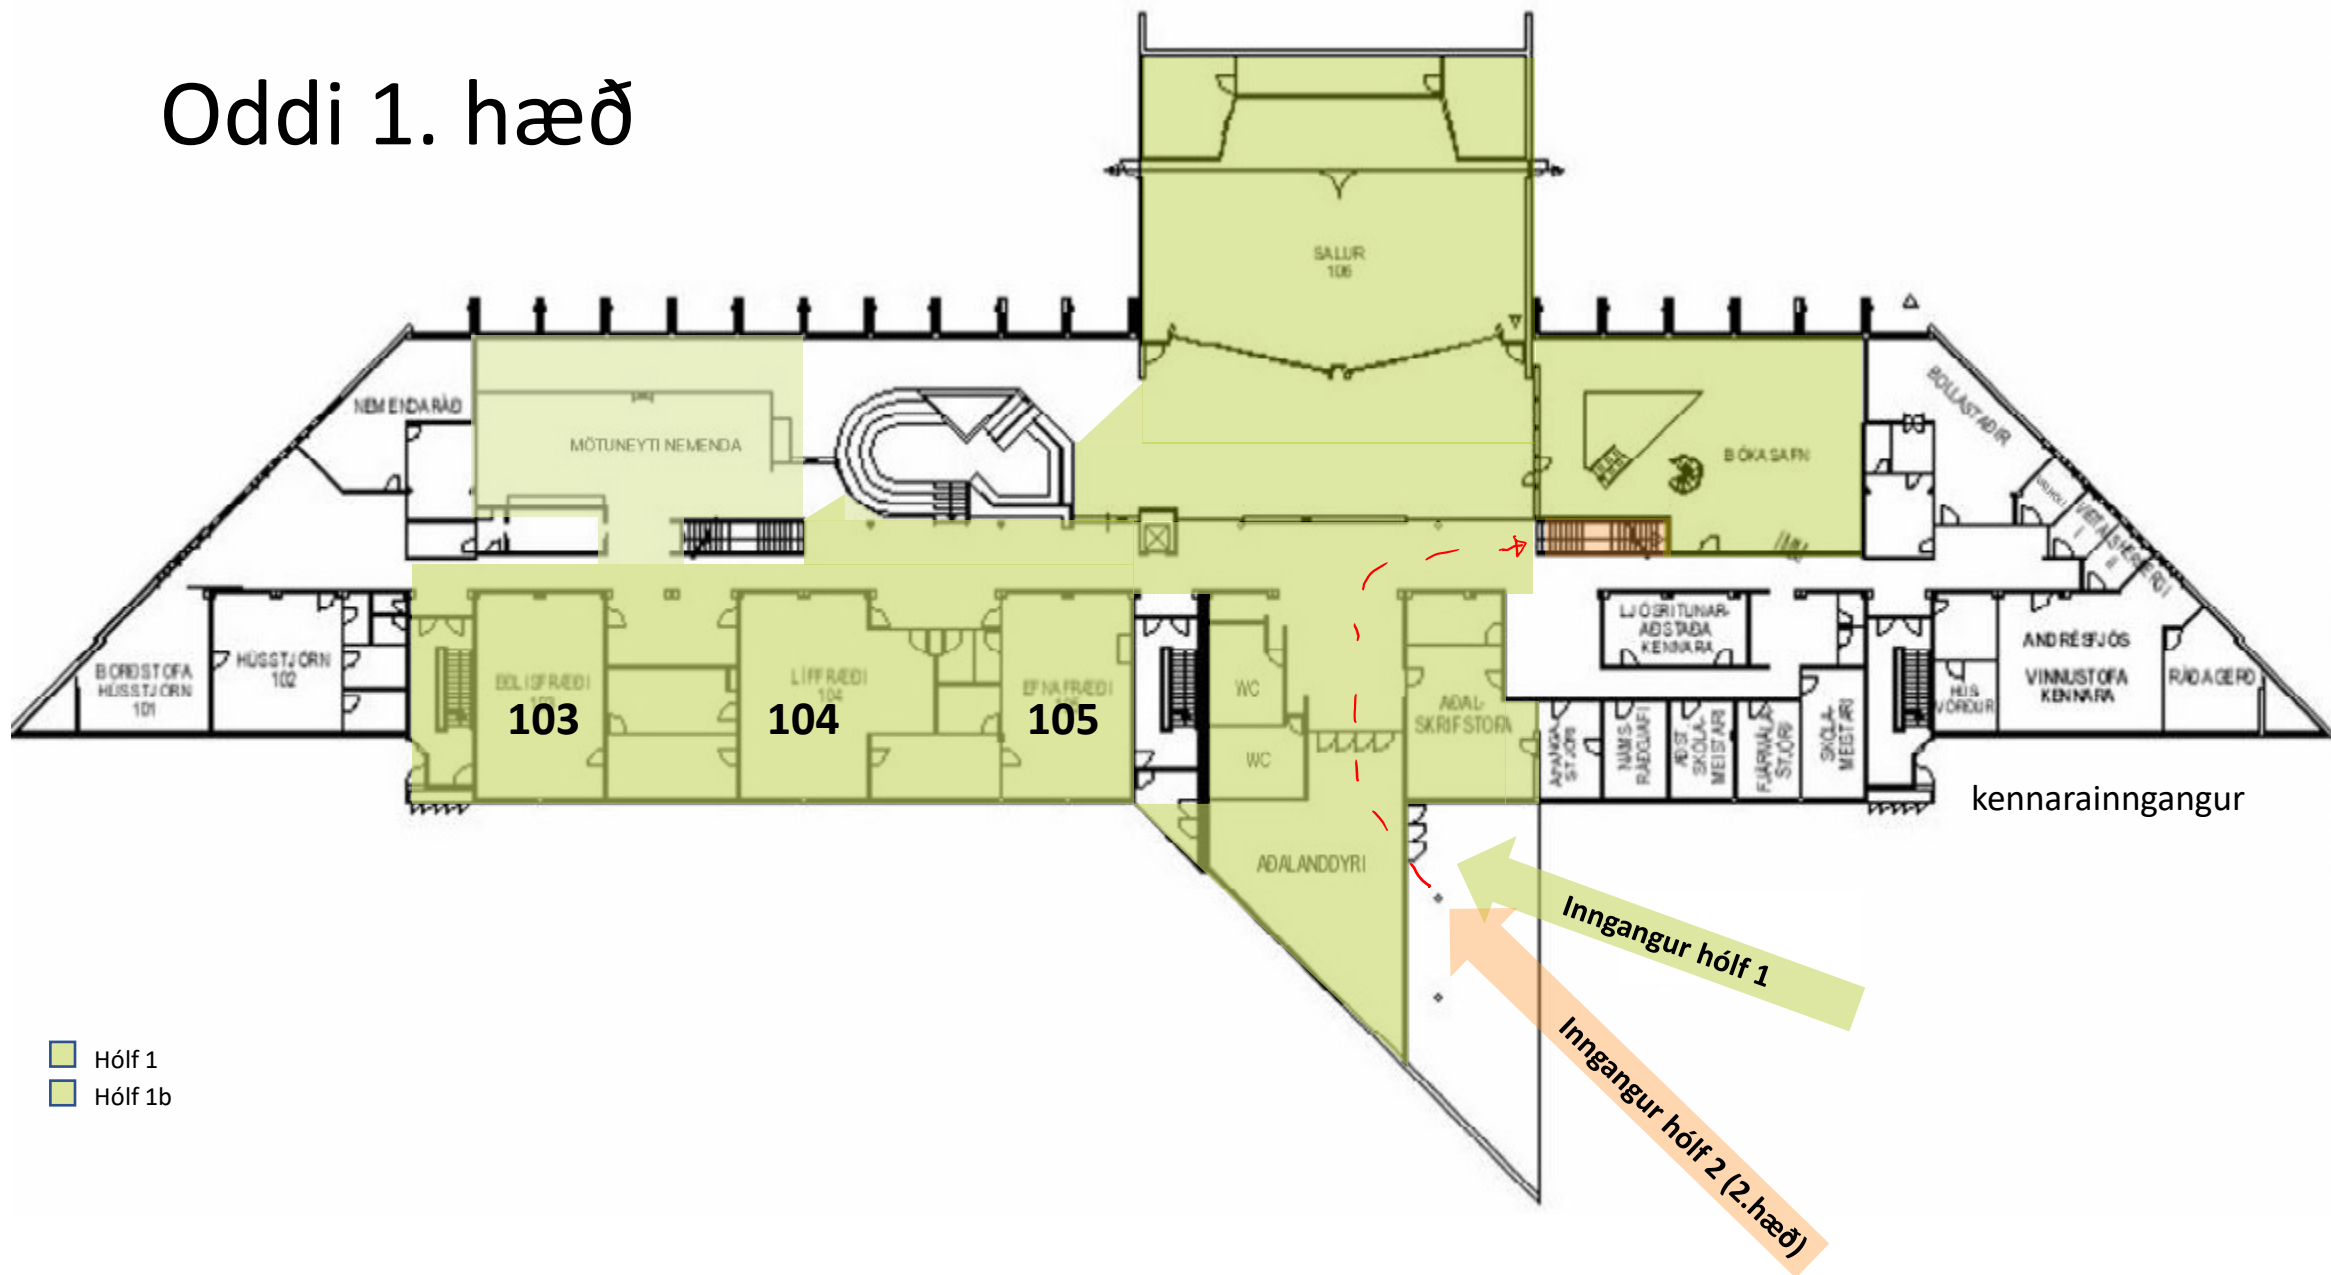 Oddi 1. hæð
SALUR
106
NEMENDARÁÐ
MÖTUNEYTI NEMENDA
BÓKASAFN
BOLLASTAÐIR
VIÐTALSHERBERGI
BORÐSTOFA
HÚSSTJÓRN
101
HÚSSTJÓRN
102
EÐLISFRÆÐI
103
103
LÍFFRÆÐI
104
104
EFNAFRÆÐI
105
WC
WC
AÐAL-
SKRIFSTOFA
LJÓSRITUNAR-
AÐSTAÐA
KENNARA
ÁFANGA-
STJÓRI
NÁMS-
RÁÐGJAFI
AÐST.
SKÓLA-
MEISTARI
FJÁRMÁLA-
STJÓRI
SKÓLA-
MEISTARI
HÚS
VÖRÐUR
ANDRÉSFJÓS
VINNUSTOFA
KENNARA
RÁÐAGERÐ
kennarainngangur
AÐALANDDYRI
Inngangur hólf 1
Inngangur hólf 2 (2.hæð)
Hólf 1
Hólf 1b